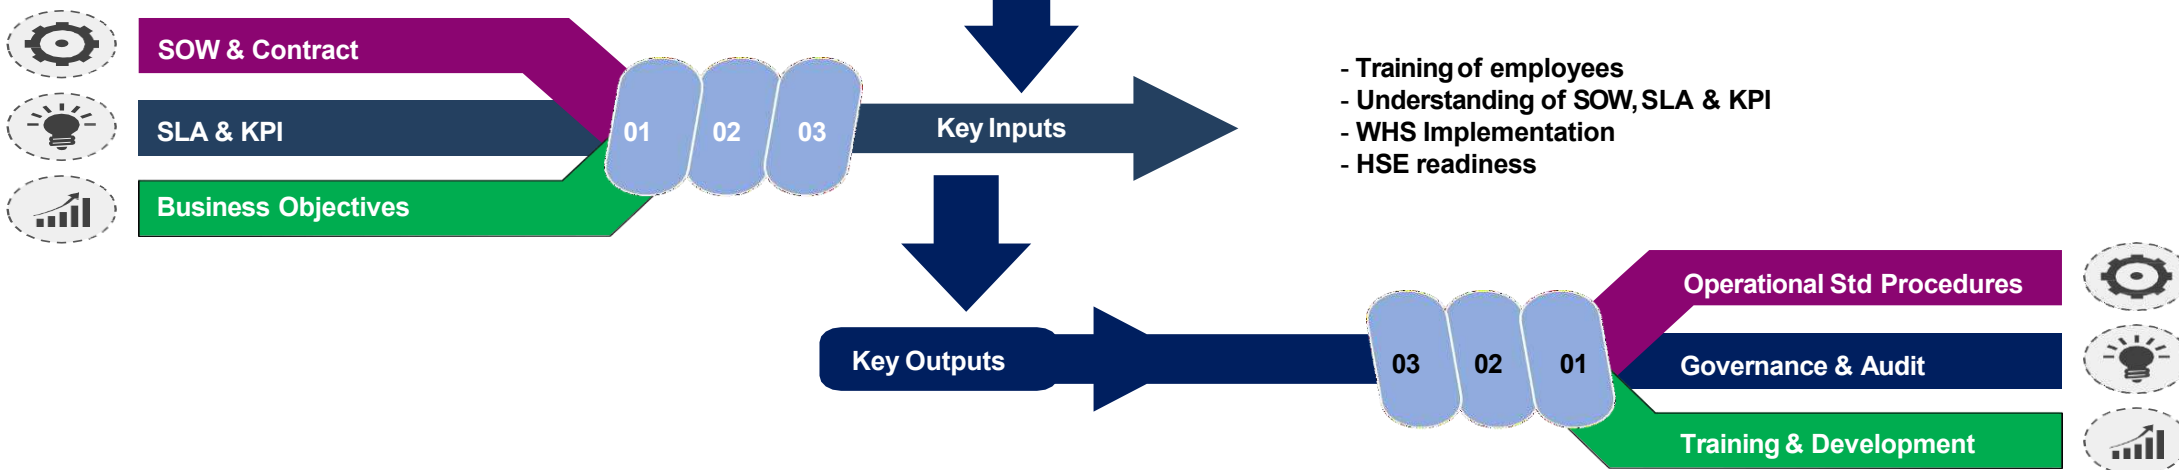 SOW & Contract
SLA & KPI
Business Objectives
01 02 03
Key Inputs
- Training of employees
- Understanding of SOW, SLA & KPI
- WHS Implementation
- HSE readiness
Key Outputs
03 02 01
Operational Std Procedures
Governance & Audit
Training & Development